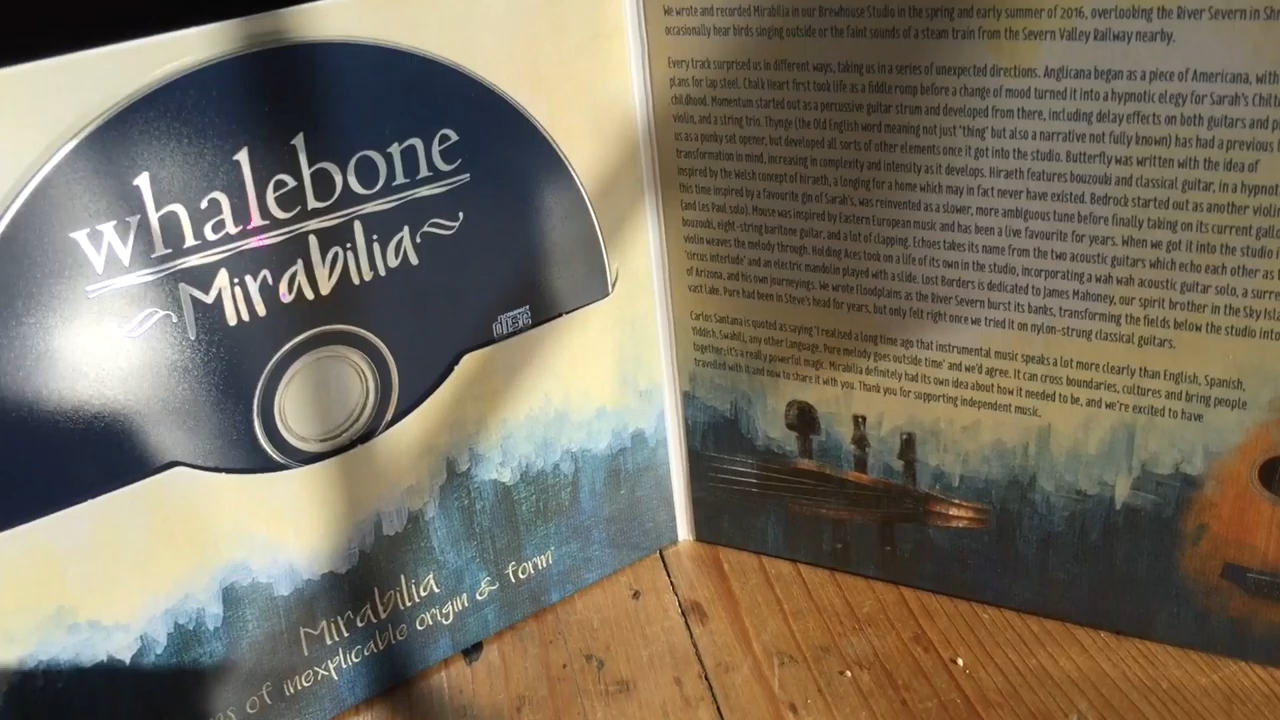 whalebone
~Mirabilia~
COMPACT
disc
Mirabilia
of inexplicable origin & form
We wrote and recorded Mirabilia in our Brewhouse Studio in the spring and early summer of 2016, overlooking the River Severn in
occasionally hear birds singing outside or the faint sounds of a steam train from the Severn Valley Railway nearby.
Every track surprised us in different ways, taking us in a series of unexpected directions. Anglicana began as a piece of Americana, with
plans for lap steel. Chalk Heart first took life as a fiddle romp before a change of mood turned it into a hypnotic elegy for Sarah's
childhood. Momentum started out as a percussive guitar strum and developed from there, including delay effects on both guitars and
violin, and a string trio. Thynge (the Old English word meaning not just 'thing' but also a narrative not fully known) has had a previous
us as a punky set opener, but developed all sorts of other elements once it got into the studio. Butterfly was written with the idea of
transformation in mind, increasing in complexity and intensity as it develops. Hiraeth features bouzouki and classical guitar, in a
inspired by the Welsh concept of hiraeth, a longing for a home which may in fact never have existed. Bedrock started out as another
this time inspired by a favourite gin of Sarah's, was reinvented as a slower, more ambiguous tune before finally taking on its current
(and Les Paul solo). Mouse was inspired by Eastern European music and has been a live favourite for years. When we got it into the studio
bouzouki, eight-string baritone guitar, and a lot of clapping. Echoes takes its name from the two acoustic guitars which echo each other as
violin weaves the melody through. Holding Aces took on a life of its own in the studio, incorporating a wah wah acoustic guitar solo, a
'circus interlude' and an electric mandolin played with a slide. Lost Borders is dedicated to James Mahoney, our spirit brother in the Sky
of Arizona, and his own journeyings. We wrote Floodplains as the River Severn burst its banks, transforming the fields below the studio into
vast lake. Pure had been in Steve's head for years, but only felt right once we tried it on nylon-strung classical guitars.
Carlos Santana is quoted as saying 'I realised a long time ago that instrumental music speaks a lot more clearly than English, Spanish,
Yiddish, Swahili, any other language. Pure melody goes outside time' and we'd agree. It can cross boundaries, cultures and bring people
together; it's a really powerful magic. Mirabilia definitely had its own idea about how it needed to be, and we're excited to have
travelled with it and now to share it with you. Thank you for supporting independent music.